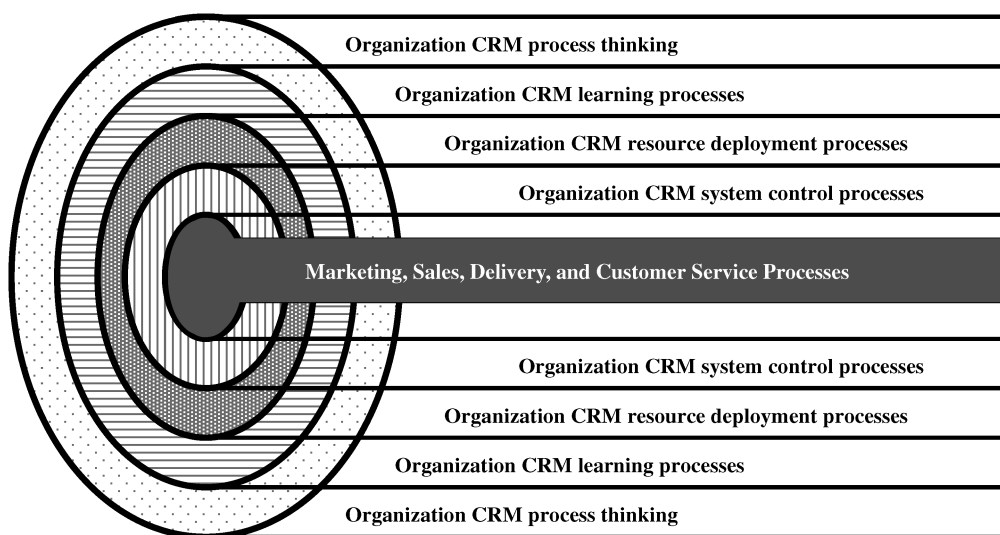 Organization CRM process thinking
Organization CRM learning processes
Organization CRM resource deployment processes
Organization CRM system control processes
Marketing, Sales, Delivery, and Customer Service Processes
Organization CRM system control processes
Organization CRM resource deployment processes
Organization CRM learning processes
Organization CRM process thinking